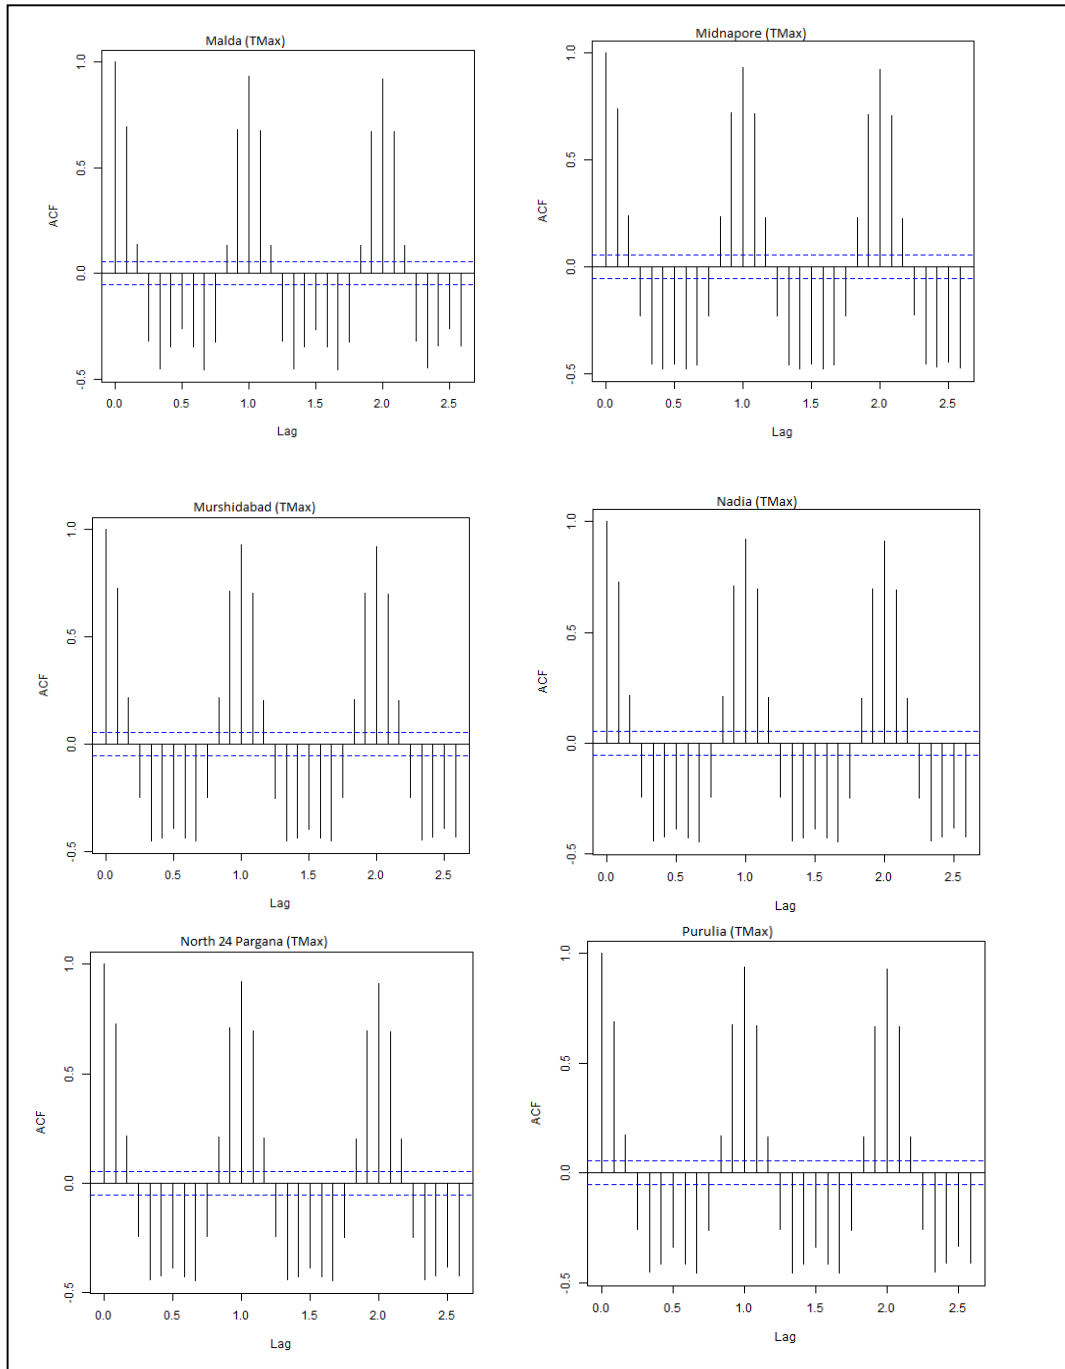 Malda (TMax)
1.0
0.5
0.0
-0.5
ACF
0.0 0.5 1.0 1.5 2.0 2.5
Lag
Midnapore (TMax)
1.0
0.5
0.0
-0.5
ACF
0.0 0.5 1.0 1.5 2.0 2.5
Lag
Murshidabad (TMax)
1.0
0.5
0.0
-0.5
ACF
0.0 0.5 1.0 1.5 2.0 2.5
Lag
Nadia (TMax)
1.0
0.5
0.0
-0.5
ACF
0.0 0.5 1.0 1.5 2.0 2.5
Lag
North 24 Pargana (TMax)
1.0
0.5
0.0
-0.5
ACF
0.0 0.5 1.0 1.5 2.0 2.5
Lag
Purulia (TMax)
1.0
0.5
0.0
-0.5
ACF
0.0 0.5 1.0 1.5 2.0 2.5
Lag